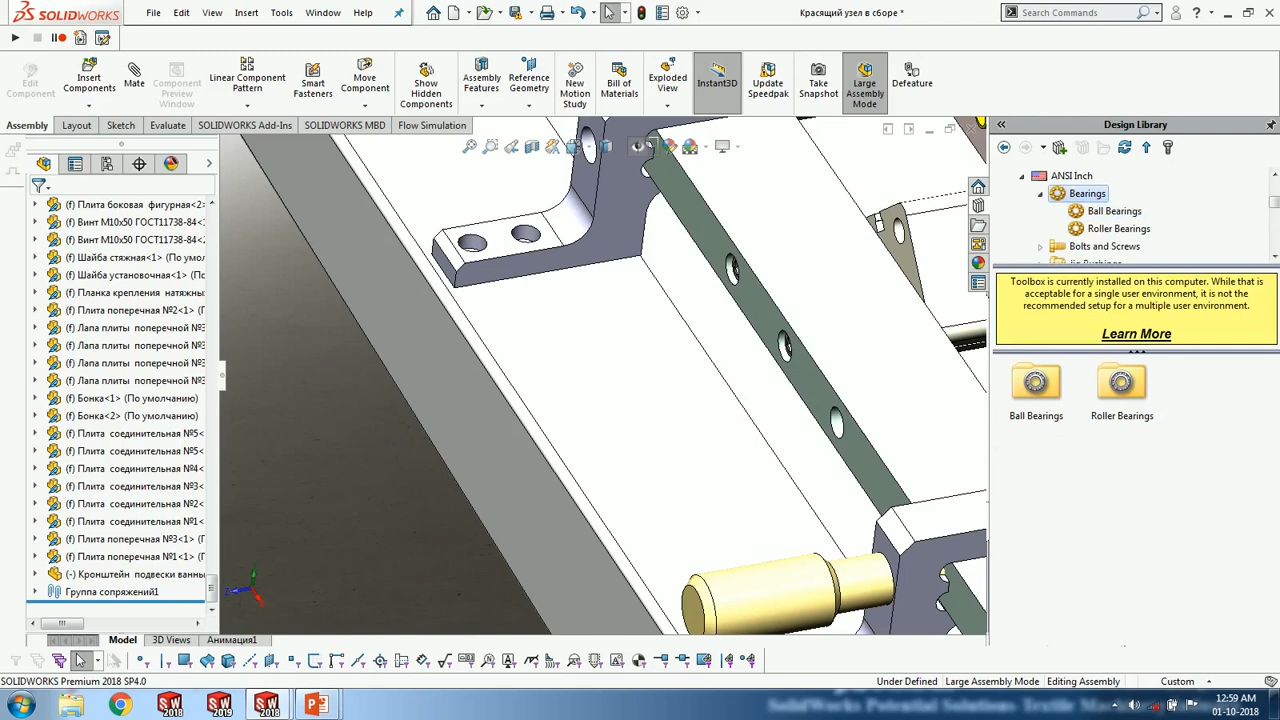 SOLIDWORKS
File Edit View Insert Tools Window Help
Красящий узел в сборе *
Search Commands
Edit Component
Insert Components
Mate
Component Preview Window
Linear Component Pattern
Smart Fasteners
Move Component
Show Hidden Components
Assembly Features
Reference Geometry
New Motion Study
Bill of Materials
Exploded View
Instant3D
Update Speedpak
Take Snapshot
Large Assembly Mode
Defeature
Assembly Layout Sketch Evaluate SOLIDWORKS Add-Ins SOLIDWORKS MBD Flow Simulation
(f) Плита боковая фигурная<2>
(f) Винт М10х50 ГОСТ11738-84<
(f) Винт М10х50 ГОСТ11738-84<2
(f) Шайба стяжная<1> (По умол
(f) Шайба установочная<1> (По
(f) Планка крепления натяжны
(f) Плита поперечная №2<1> (П
(f) Лапа плиты поперечной №3
(f) Лапа плиты поперечной №3
(f) Лапа плиты поперечной №3
(f) Лапа плиты поперечной №3
(f) Бонка<1> (По умолчанию)
(f) Бонка<2> (По умолчанию)
(f) Плита соединительная №5<
(f) Плита соединительная №5<
(f) Плита соединительная №4<
(f) Плита соединительная №3<
(f) Плита соединительная №2<
(f) Плита соединительная №1<
(f) Плита поперечная №3<1> (П
(f) Плита поперечная №1<1> (П
(-) Кронштейн подвески ванны
Группа сопряжений1
Design Library
ANSI Inch
Bearings
Ball Bearings
Roller Bearings
Bolts and Screws
Toolbox is currently installed on this computer. While that is
acceptable for a single user environment, it is not the
recommended setup for a multiple user environment.
Learn More
Ball Bearings Roller Bearings
Model 3D Views Анимация1
SOLIDWORKS Premium 2018 SP4.0
Under Defined Large Assembly Mode Editing Assembly Custom
2018 2019 2018
12:59 AM
01-10-2018